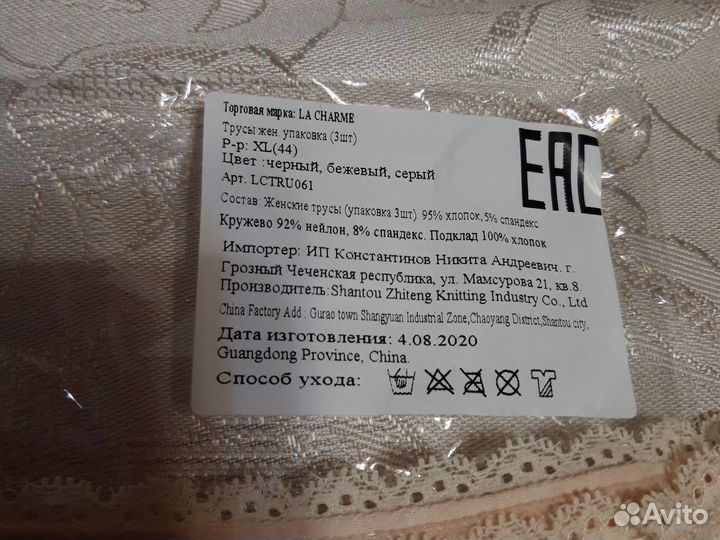 Торговая марка: LA CHARME
Трусы жен. упаковка (3шт)
Р-р: XL(44)
Цвет :черный, бежевый, серый
Арт. LCTRU061
EAC
Состав: Женские трусы (упаковка 3шт). 95% хлопок, 5% спандекс.
Кружево 92% нейлон, 8% спандекс. Подклад 100% хлопок
Импортер: ИП Константинов Никита Андреевич. г.
Грозный Чеченская республика, ул. Мамсурова 21, кв.8.
Производитель:Shantou Zhiteng Knitting Industry Co., Ltd
China Factory Add : Gurao town Shangyuan Industrial Zone,Chaoyang District,Shantou city,
Дата изготовления: 4.08.2020
Guangdong Province, China.
Способ ухода:
Avito